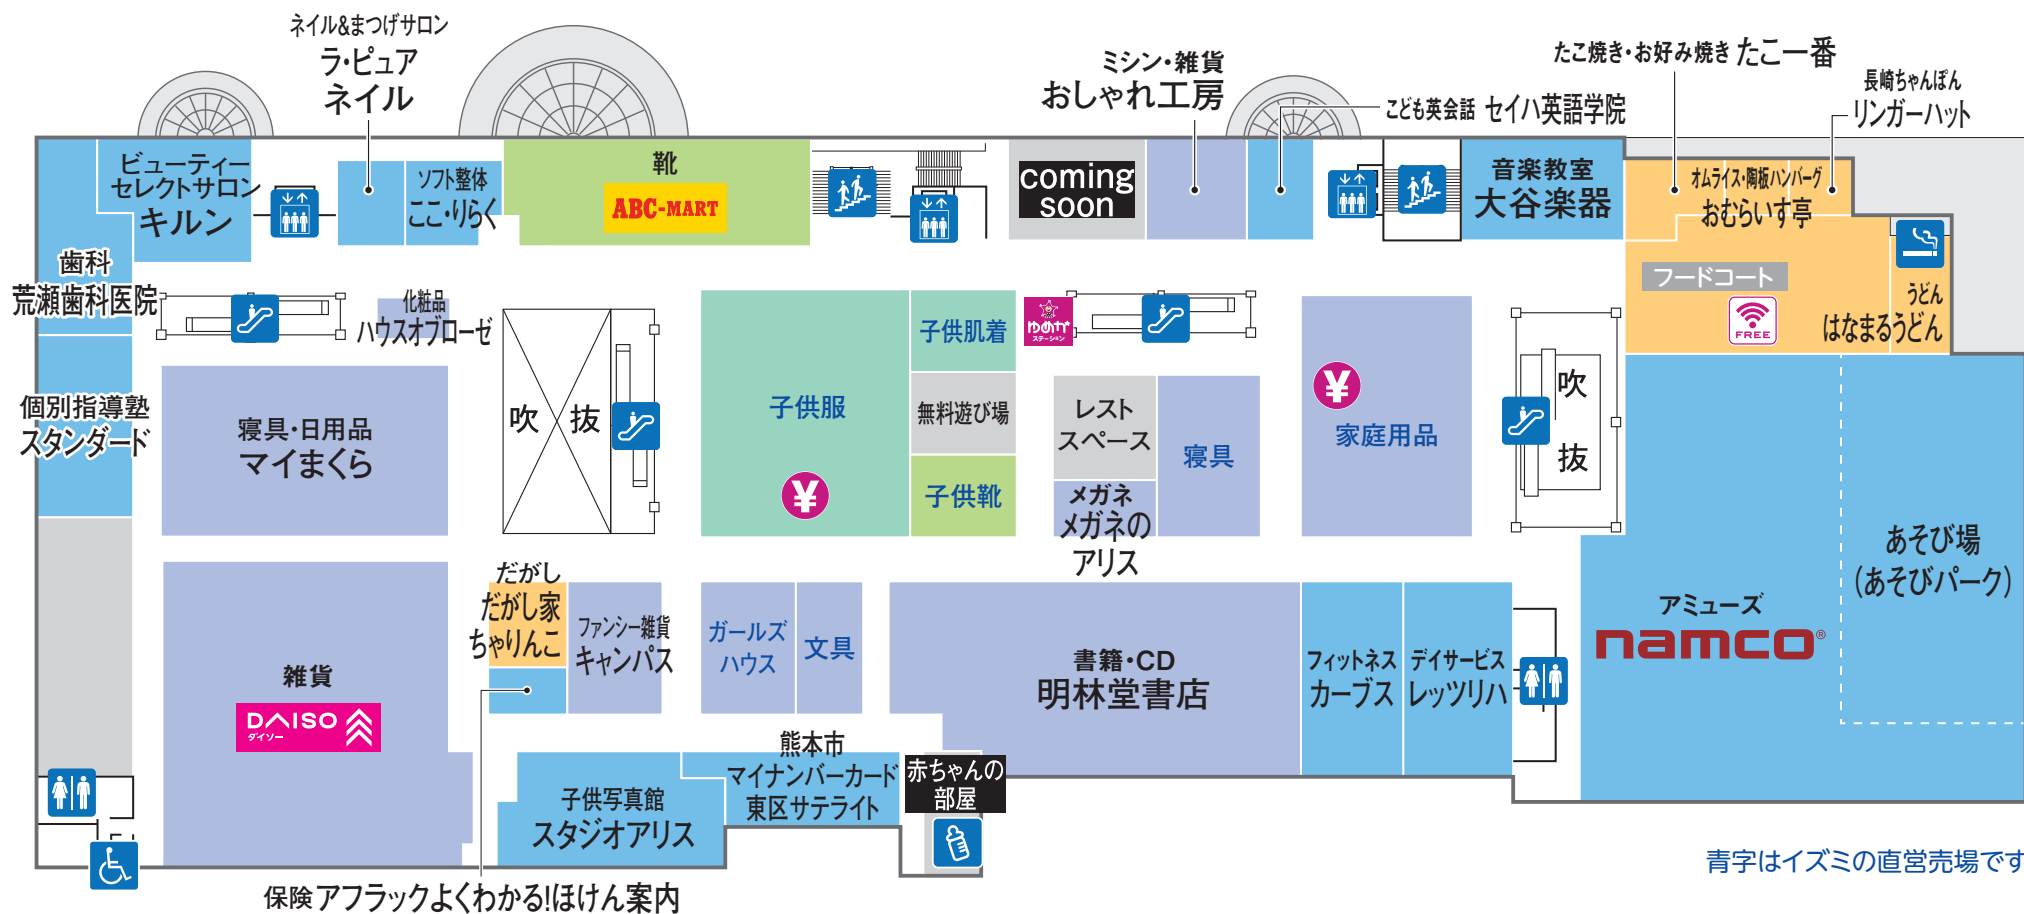 ネイル&まつげサロン
ラ・ピュア
ネイル
ミシン・雑貨
おしゃれ工房
こども英会話 セイハ英語学院
たこ焼き・お好み焼き たこ一番
長崎ちゃんぽん
リンガーハット
ビューティー
セレクトサロン
キルン
ソフト整体
ここ・りらく
靴
ABC-MART
coming
soon
音楽教室
大谷楽器
オムライス・陶板ハンバーグ
おむらいす亭
フードコート
FREE
うどん
はなまるうどん
歯科
荒瀬歯科医院
化粧品
ハウスオブローゼ
個別指導塾
スタンダード
寝具・日用品
マイまくら
吹抜
子供服
¥
子供肌着
無料遊び場
子供靴
ゆめか
ステーション
レスト
スペース
寝具
メガネ
メガネの
アリス
¥
家庭用品
吹
抜
あそび場
(あそびパーク)
アミューズ
namco®
雑貨
DAISO
ダイソー
だがし
だがし家
ちゃりんこ
ファンシー雑貨
キャンパス
ガールズ
ハウス
文具
書籍・CD
明林堂書店
フィットネス
カーブス
デイサービス
レッツリハ
子供写真館
スタジオアリス
熊本市
マイナンバーカード
東区サテライト
赤ちゃんの
部屋
保険 アフラックよくわかる!ほけん案内
青字はイズミの直営売場です